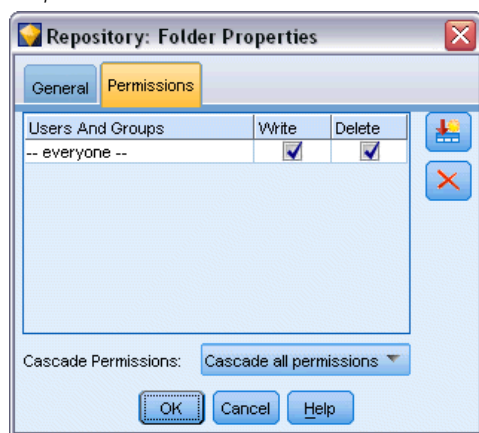 Repository: Folder Properties
General Permissions
Users And Groups Write Delete
-- everyone --
Cascade Permissions: Cascade all permissions
OK Cancel Help